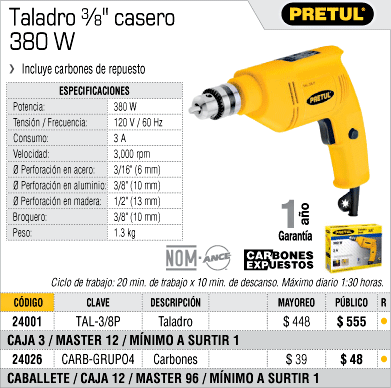 Taladro 3/8" casero
380 W
PRETUL®
❯ Incluye carbones de repuesto
ESPECIFICACIONES
Potencia: 380 W
Tensión / Frecuencia: 120 V / 60 Hz
Consumo: 3 A
Velocidad: 3,000 rpm
Ø Perforación en acero: 3/16" (6 mm)
Ø Perforación en aluminio: 3/8" (10 mm)
Ø Perforación en madera: 1/2" (13 mm)
Broquero: 3/8" (10 mm)
Peso: 1.3 kg
PRETUL
1 año
Garantía
NOM-ANCE
CARBONES
EXPUESTOS
PRETUL
Ciclo de trabajo: 20 min. de trabajo x 10 min. de descanso. Máximo diario 1:30 horas.
CÓDIGO CLAVE DESCRIPCIÓN MAYOREO PÚBLICO R
24001 TAL-3/8P Taladro $ 448 $ 555
CAJA 3 / MASTER 12 / MÍNIMO A SURTIR 1
24026 CARB-GRUPO4 Carbones $ 39 $ 48
CABALLETE / CAJA 12 / MASTER 96 / MÍNIMO A SURTIR 1